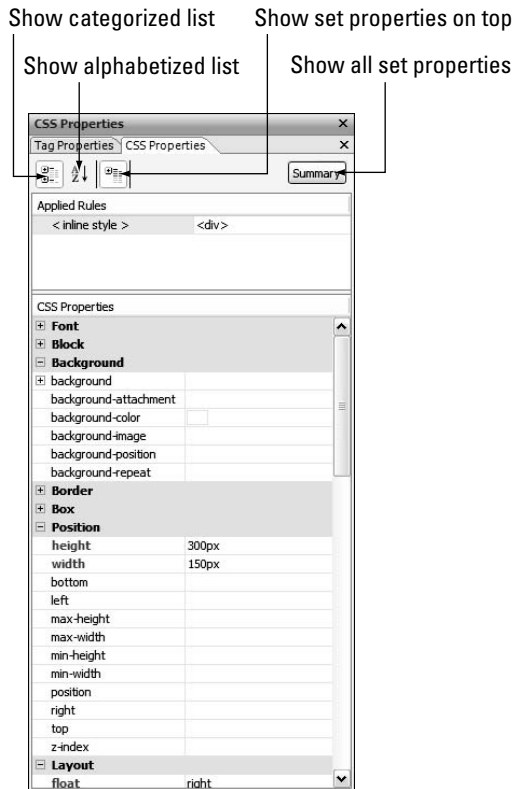 Show categorized list
Show set properties on top
Show alphabetized list
Show all set properties
CSS Properties
Tag Properties CSS Properties
A
Z
Summary
Applied Rules
< inline style > <div>
CSS Properties
Font
Block
Background
background
background-attachment
background-color
background-image
background-position
background-repeat
Border
Box
Position
height 300px
width 150px
bottom
left
max-height
max-width
min-height
min-width
position
right
top
z-index
Layout
float right